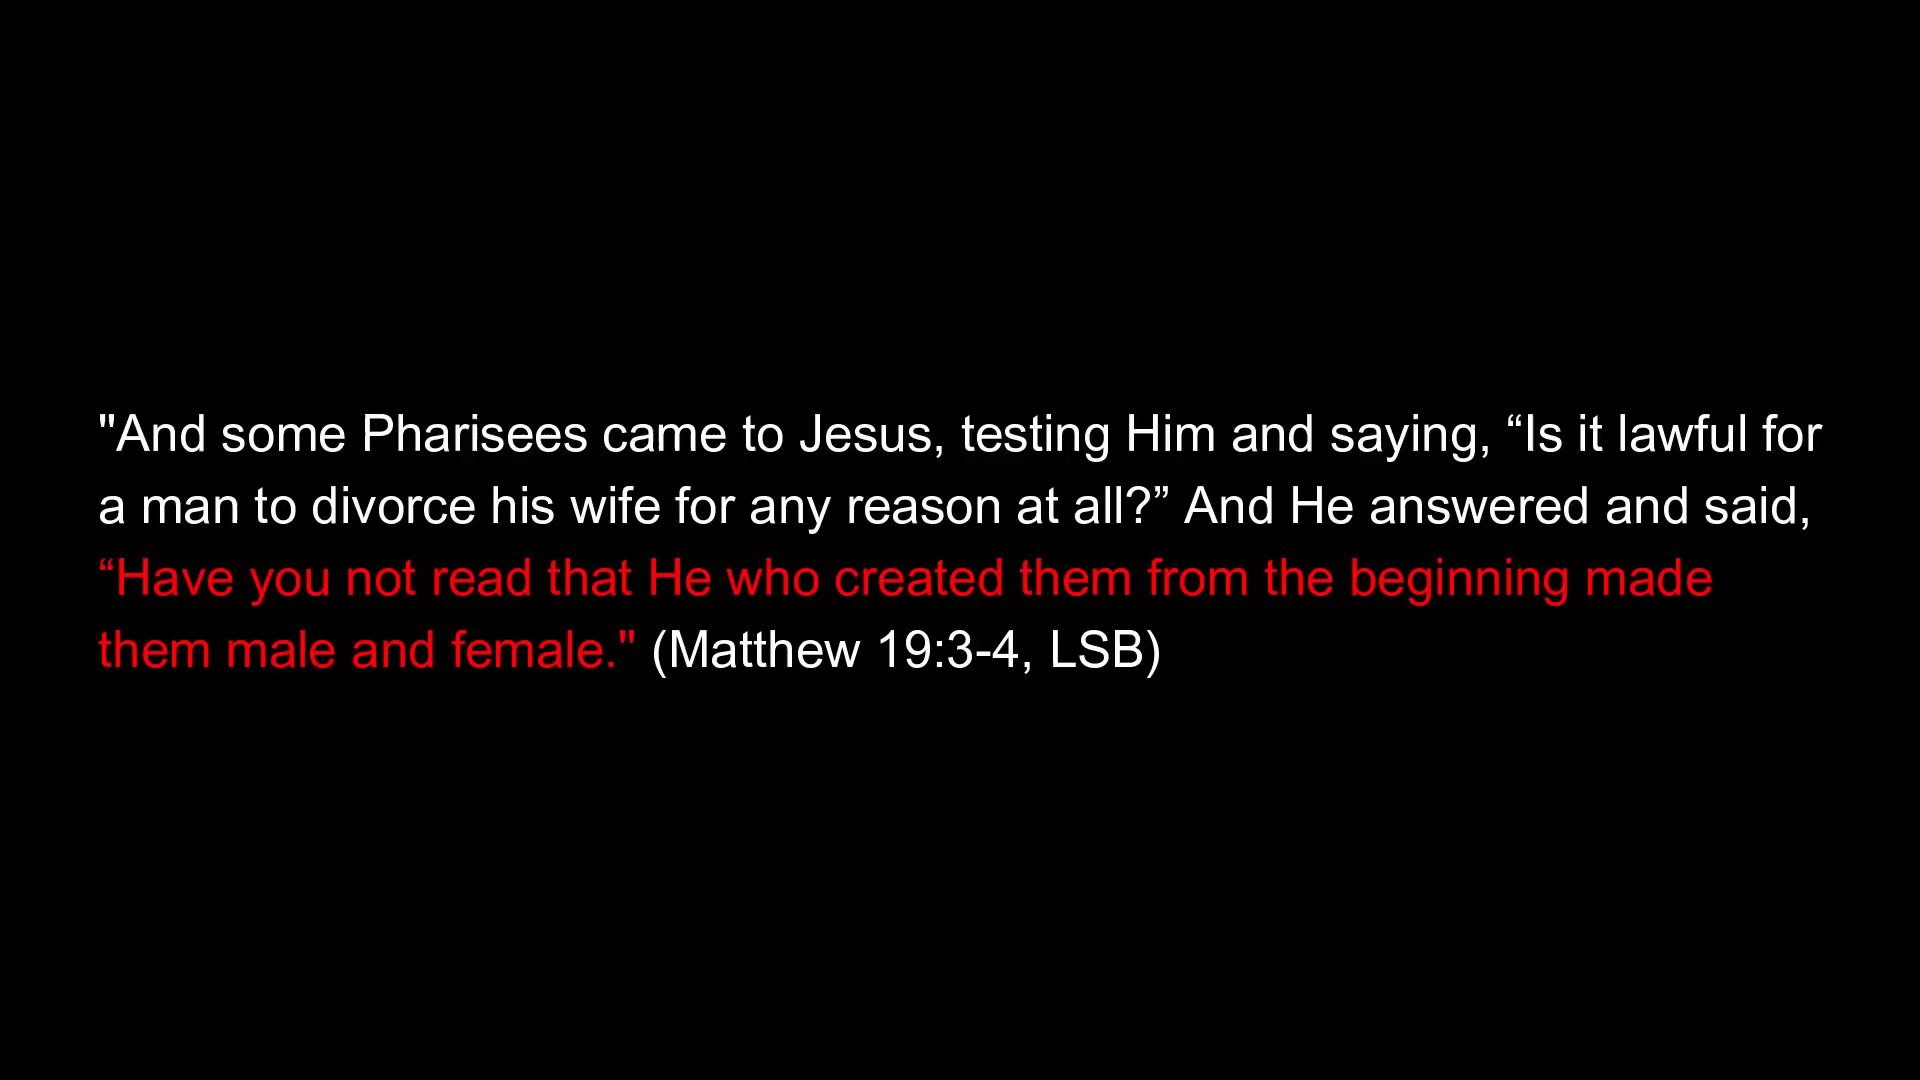 "And some Pharisees came to Jesus, testing Him and saying, “Is it lawful for
a man to divorce his wife for any reason at all?” And He answered and said,
“Have you not read that He who created them from the beginning made
them male and female." (Matthew 19:3-4, LSB)